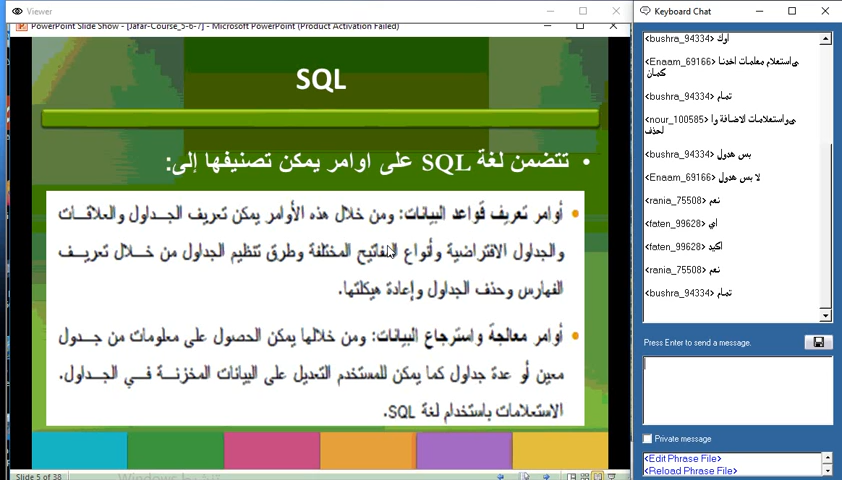 Viewer
PowerPoint Slide Show - [Jafar-Course_5-6-7] - Microsoft PowerPoint (Product Activation Failed)
SQL
• تتضمن لغة SQL على اوامر يمكن تصنيفها إلى:
• أوامر تعريف قواعد البيانات: ومن خلال هذه الأوامر يمكن تعريف الجداول والعلاقات
والجداول الافتراضية وأنواع المفاتيح المختلفة وطرق تنظيم الجداول من خلال تعريف
الفهارس وحذف الجداول وإعادة هيكلتها.
• أوامر معالجة واسترجاع البيانات: ومن خلالها يمكن الحصول على معلومات من جدول
معين أو عدة جداول كما يمكن للمستخدم التعديل على البيانات المخزنة في الجداول.
الاستعلامات باستخدام لغة SQL.
Slide 5 of 38
Keyboard Chat
<bushra_94334> اوك
<Enaam_69166> ىاستعلام معلمات اخدنا
كمان
<bushra_94334> تمام
<nour_100585> ىواستعلامات الاضافة وا
لحذف
<bushra_94334> بس هدول
<Enaam_69166> لا بس هدول
<rania_75508> نعم
<faten_99628> اي
<faten_99628> أكيد
<rania_75508> نعم
<bushra_94334> تمام
Press Enter to send a message.
Private message
<Edit Phrase File>
<Reload Phrase File>